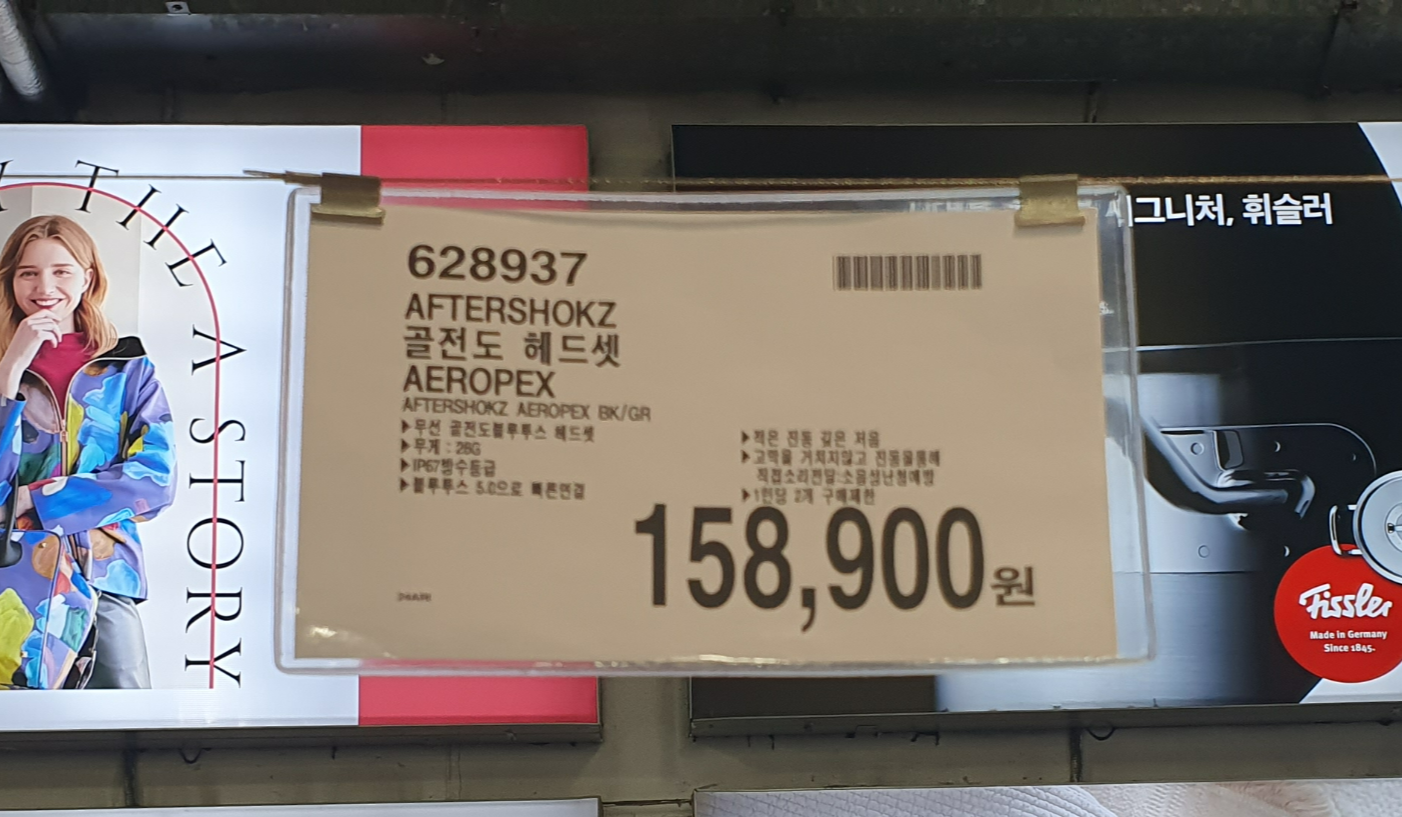 THE A STORY
시그니처, 휘슬러
628937
AFTERSHOKZ
골전도 헤드셋
AEROPEX
AFTERSHOKZ AEROPEX BK/GR
▶무선 골전도블루투스 헤드셋
▶무게 : 26G
▶IP67방수등급
▶블루투스 5.0으로 빠른연결
▶적은 진동 깊은 저음
▶고막을 거치지않고 진동을통해
직접소리전달:소음성난청예방
▶1인당 2개 구매제한
158,900원
Fissler
Made in Germany
Since 1845.